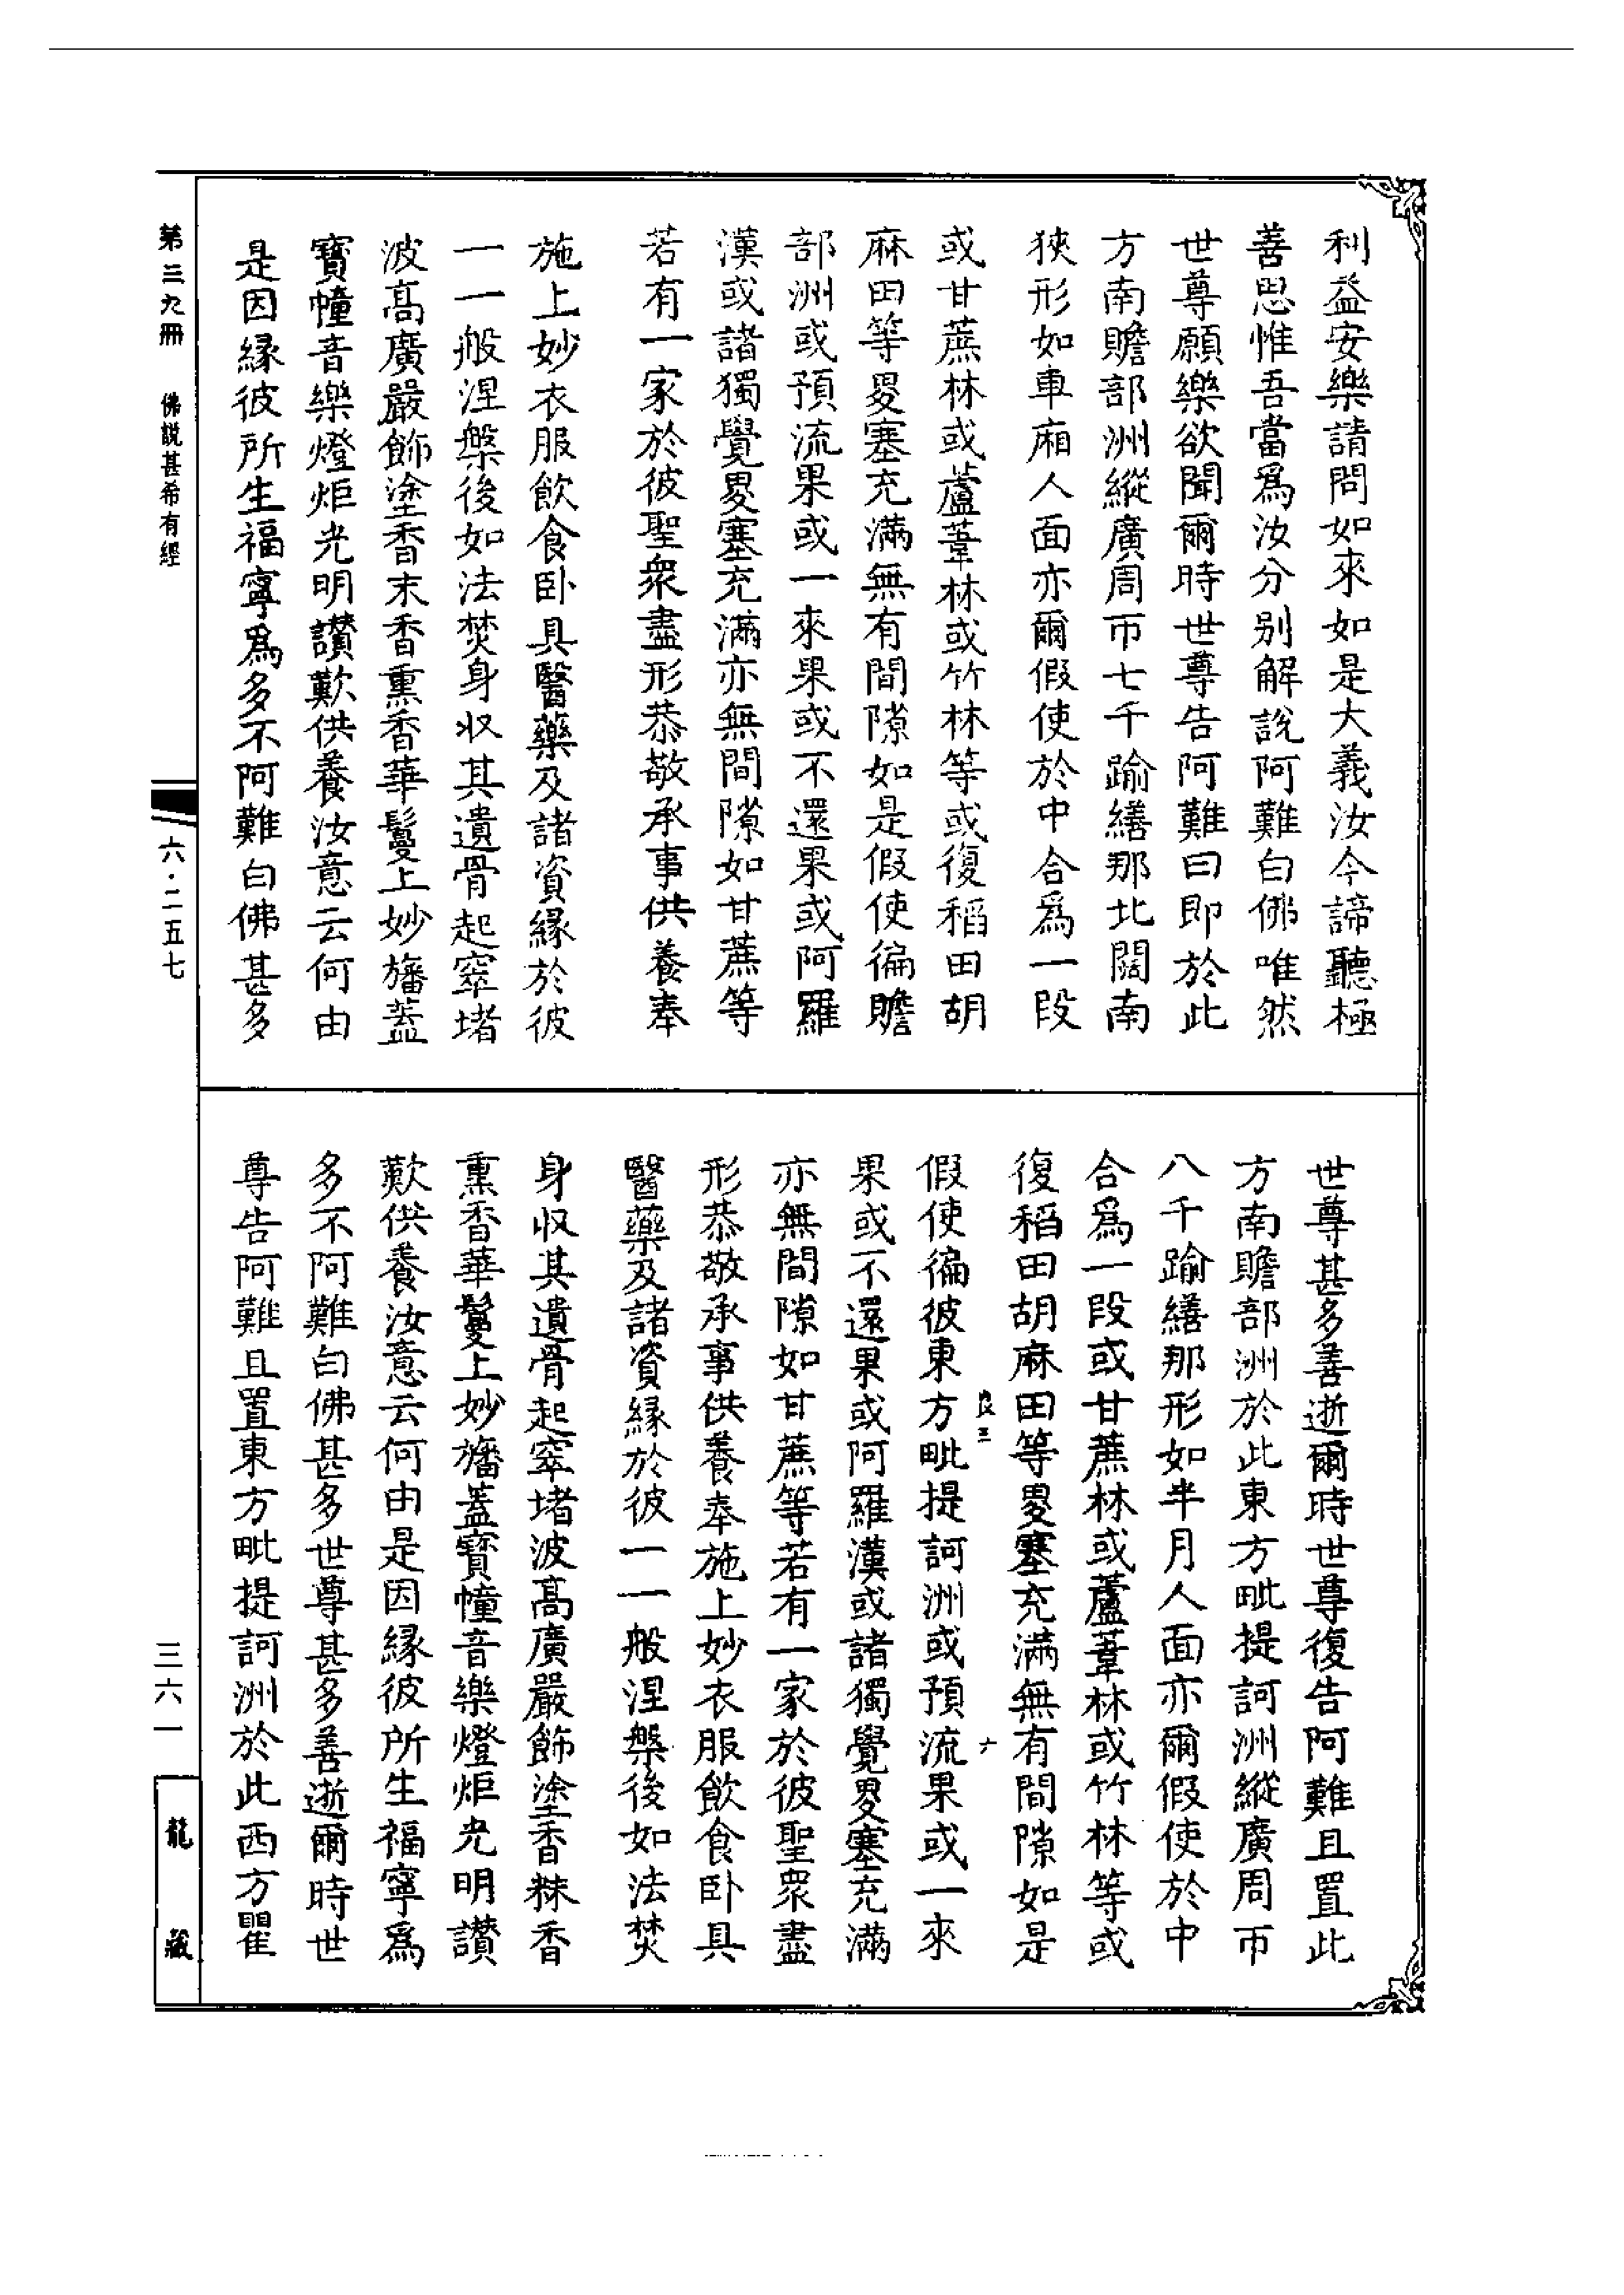 利益安樂請問如來如是大義汝今諦聽極
善思惟吾當爲汝分别解說阿難白佛唯然
世尊願樂欲聞爾時世尊告阿難曰即於此
方南贍部洲縱廣周帀七千踰繕那北闊南
狹形如車廂人面亦爾假使於中合爲一段
或甘蔗林或蘆葦林或竹林等或復稻田胡
麻田等畟塞充滿無有間隙如是假使徧贍
部洲或預流果或一來果或不還果或阿羅
漢或諸獨覺畟塞充滿亦無間隙如甘蔗等
若有一家於彼聖衆盡形恭敬承事供養奉
施上妙衣服飲食卧具醫藥及諸資緣於彼
一一般涅槃後如法焚身収其遺骨起窣堵
波高廣嚴飾塗香末香熏香華鬘上妙旛蓋
寶幢音樂燈炬光明讃歎供養汝意云何由
是因緣彼所生福寧爲多不阿難白佛甚多
世尊甚多善逝爾時世尊復告阿難且置此
方南贍部洲於此東方毗提訶洲縱廣周帀
八千踰繕那形如半月人面亦爾假使於中
合爲一段或甘蔗林或蘆葦林或竹林等或
復稻田胡麻田等畟塞充滿無有間隙如是
假使徧彼東方毗提訶洲或預流果或一來
果或不還果或阿羅漢或諸獨覺畟塞充滿
亦無間隙如甘蔗等若有一家於彼聖衆盡
形恭敬承事供養奉施上妙衣服飲食卧具
醫藥及諸資緣於彼一一般涅槃後如法焚
身収其遺骨起窣堵波高廣嚴飾塗香粖香
熏香華鬘上妙旛蓋寶幢音樂燈炬光明讃
歎供養汝意云何由是因緣彼所生福寧爲
多不阿難白佛甚多世尊甚多善逝爾時世
尊告阿難且置東方毗提訶洲於此西方瞿
良三
六
第三九冊 佛說甚希有經
六·二五七
三六一
龍藏